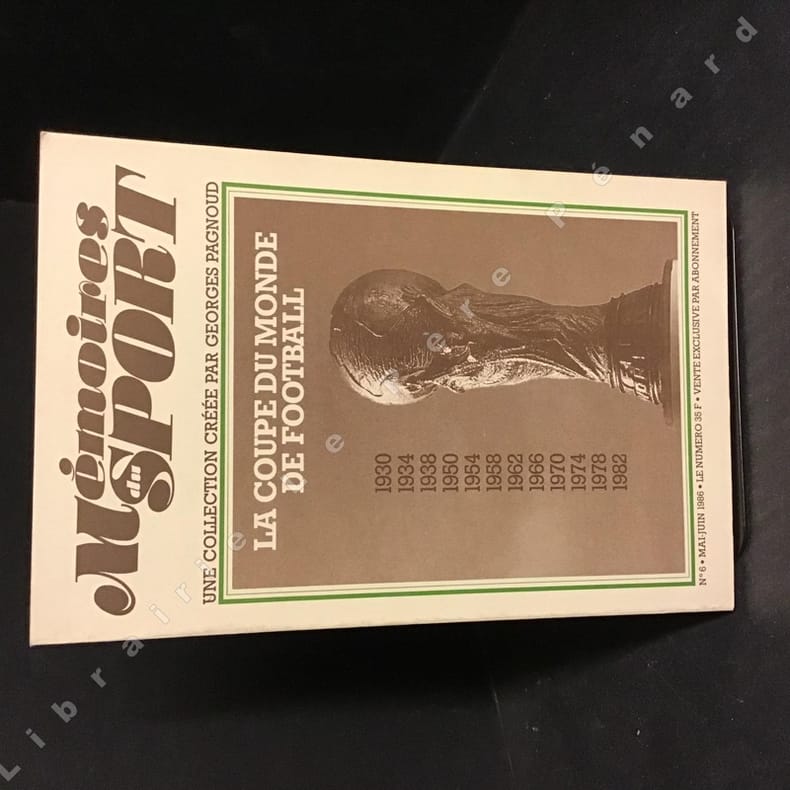 Mémoires
du SPORT
UNE COLLECTION CRÉÉE PAR GEORGES PAGNOUD
LA COUPE DU MONDE
DE FOOTBALL
1930
1934
1938
1950
1954
1958
1962
1966
1970
1974
1978
1982
N° 6 • MAI-JUIN 1986 • LE NUMERO 35 F • VENTE EXCLUSIVE PAR ABONNEMENT
Librairie le Père Pénard